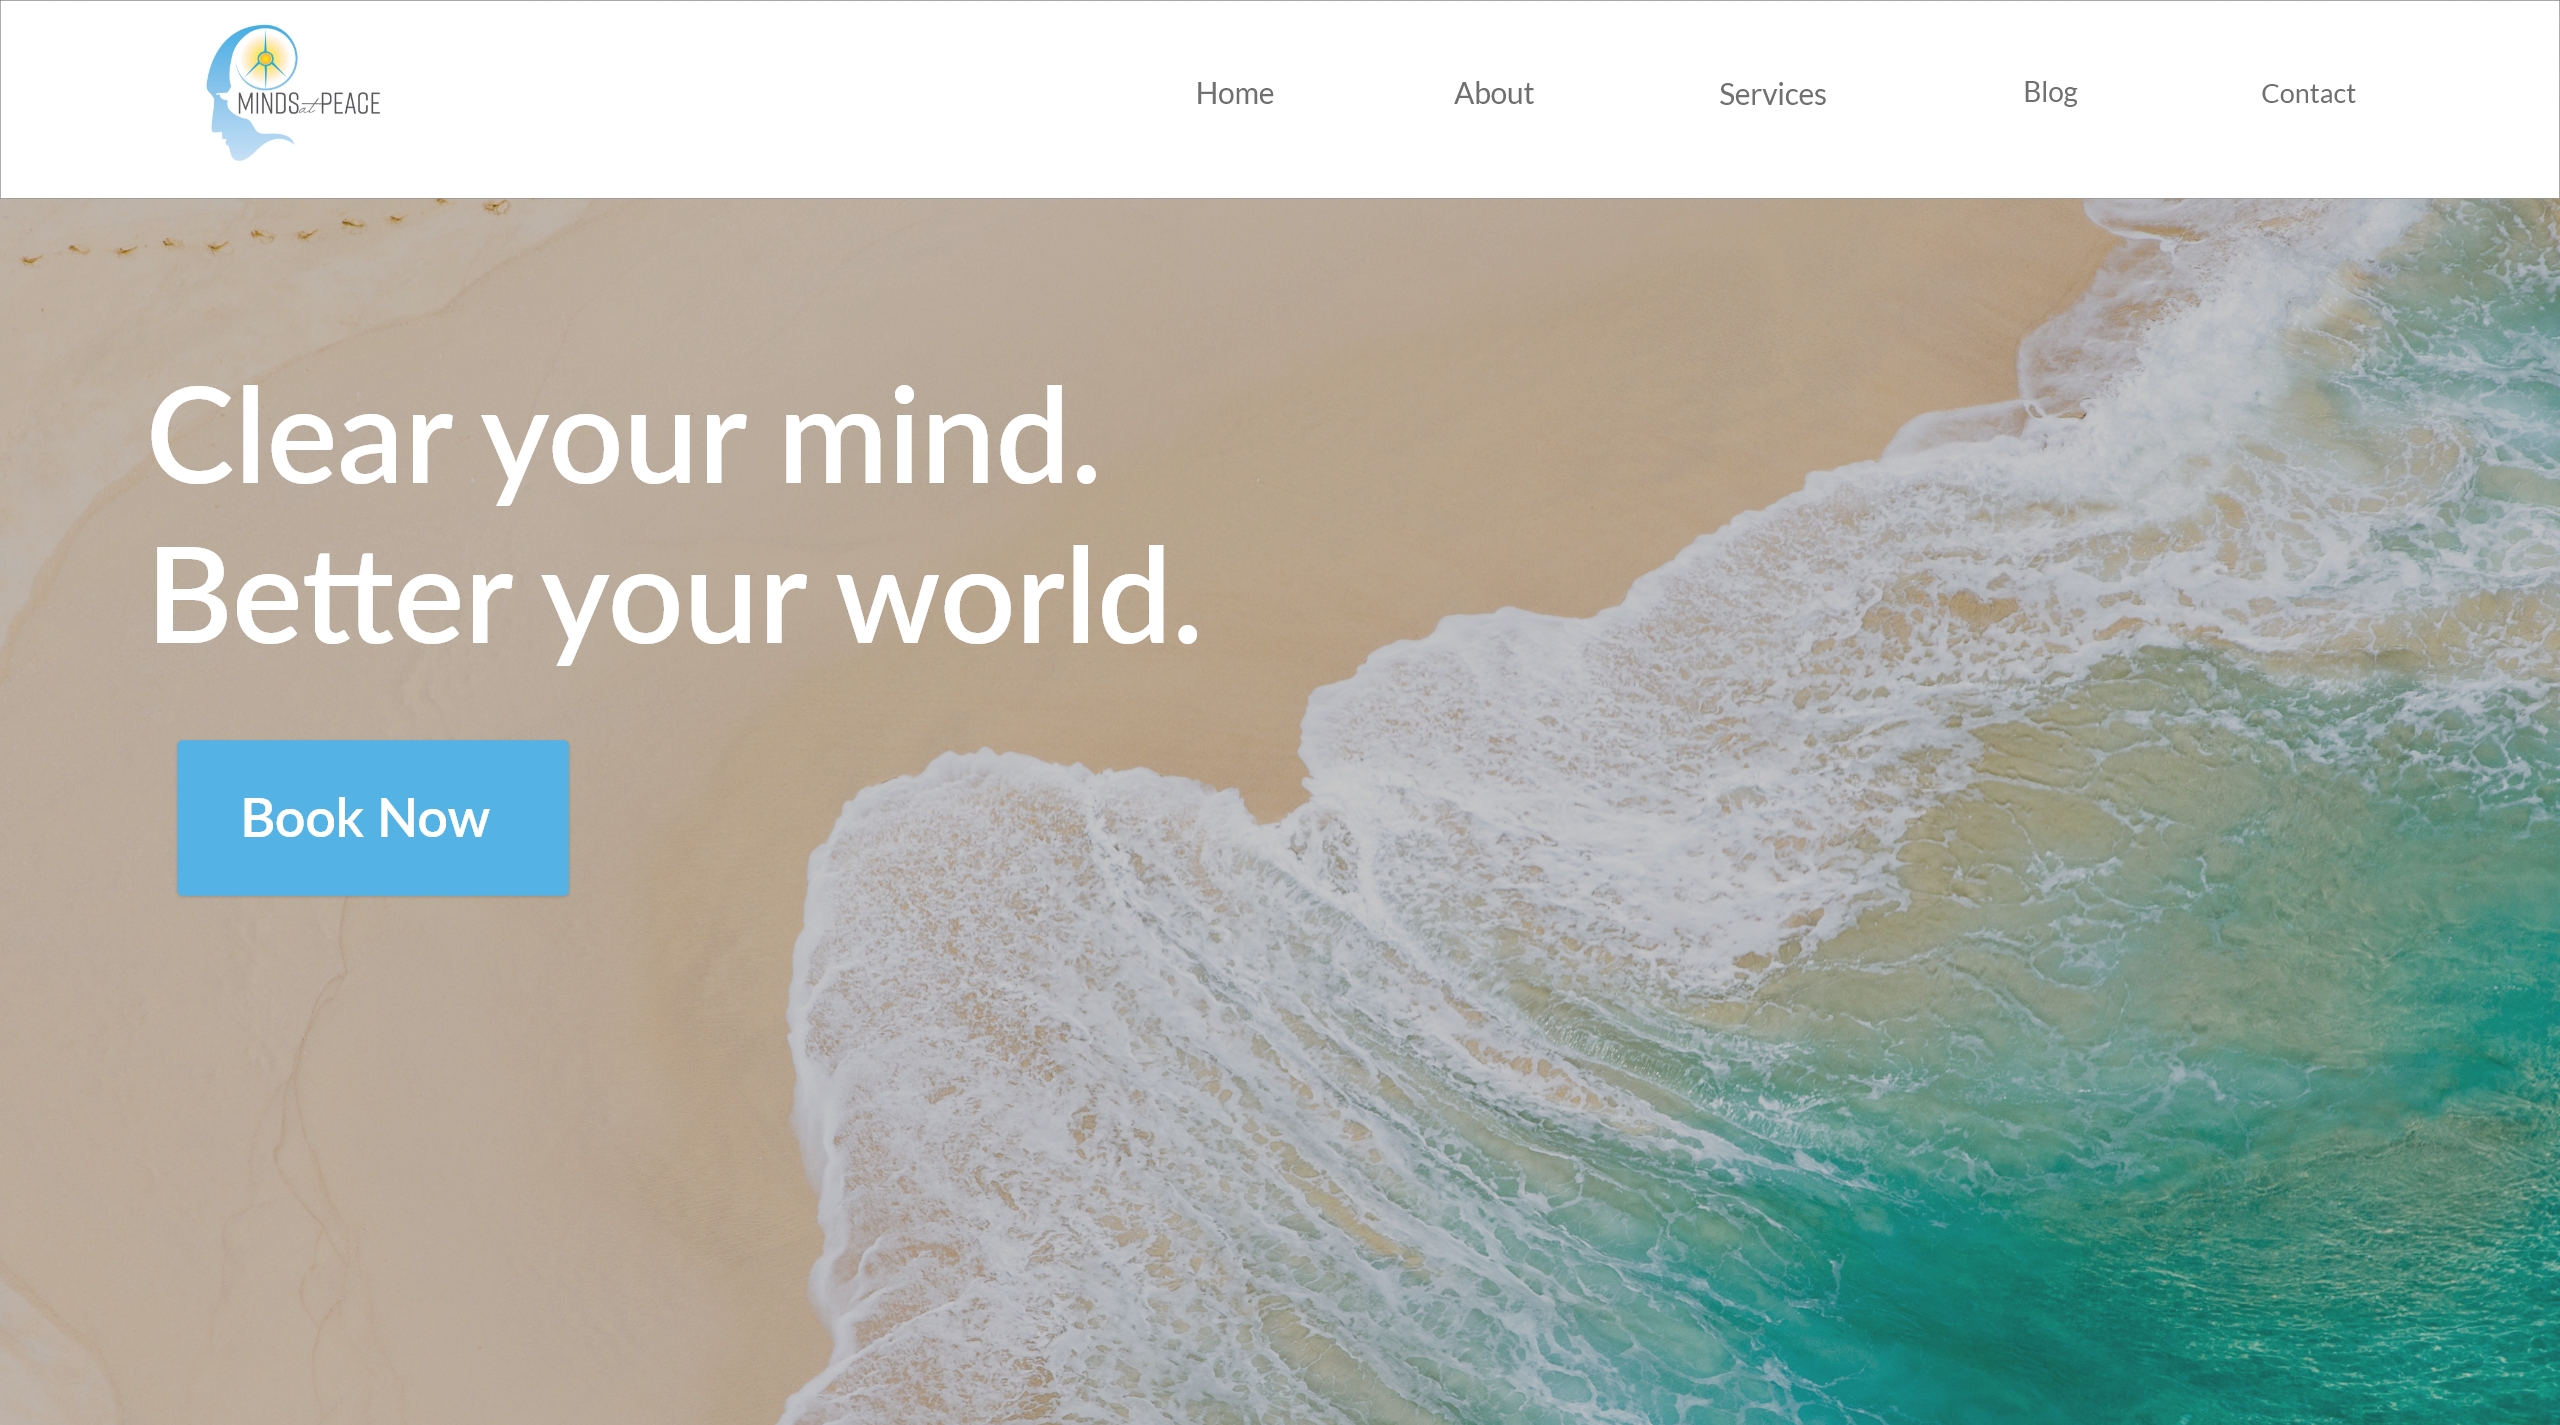 MINDS at PEACE
Home
About
Services
Blog
Contact
Clear your mind.
Better your world.
Book Now